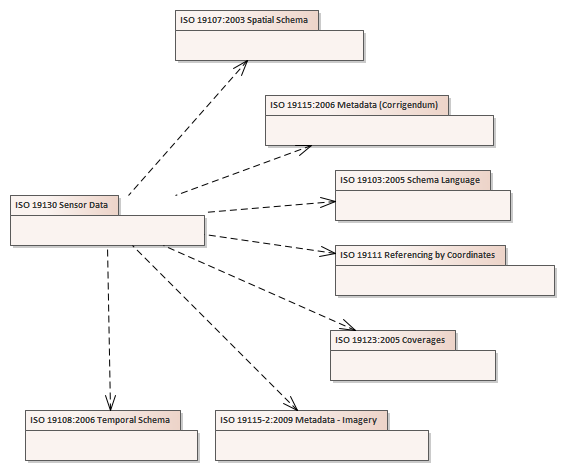 ISO 19107:2003 Spatial Schema
ISO 19115:2006 Metadata (Corrigendum)
ISO 19103:2005 Schema Language
ISO 19130 Sensor Data
ISO 19111 Referencing by Coordinates
ISO 19123:2005 Coverages
ISO 19108:2006 Temporal Schema
ISO 19115-2:2009 Metadata - Imagery